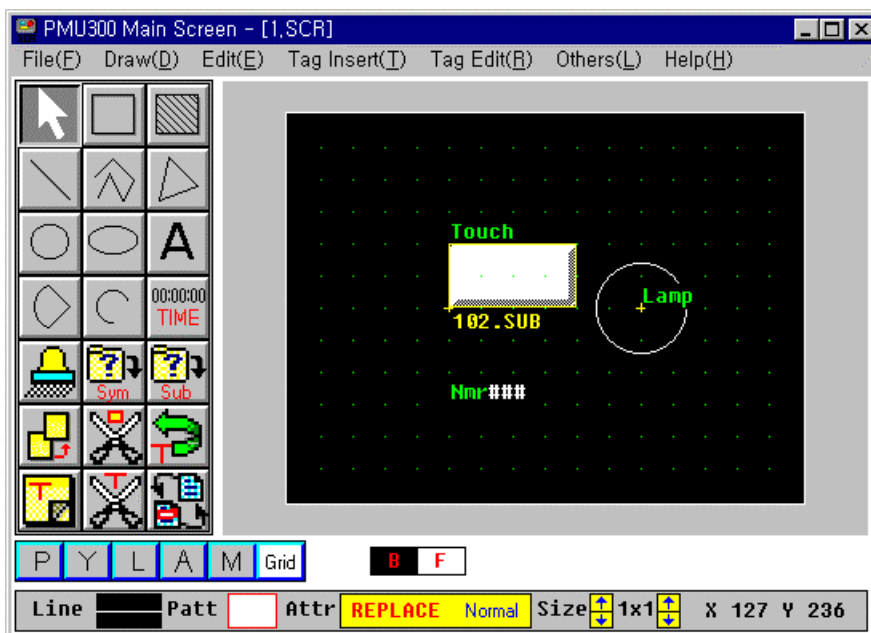 PMU300 Main Screen - [1,SCR]
File(F) Draw(D) Edit(E) Tag Insert(T) Tag Edit(R) Others(L) Help(H)
A
00:00:00
TIME
?
Sym
?
Sub
T
T
T
Touch
102.SUB
Lamp
Nmr###
P Y L A M Grid
B F
Line Patt Attr REPLACE Normal Size 1x1 X 127 Y 236